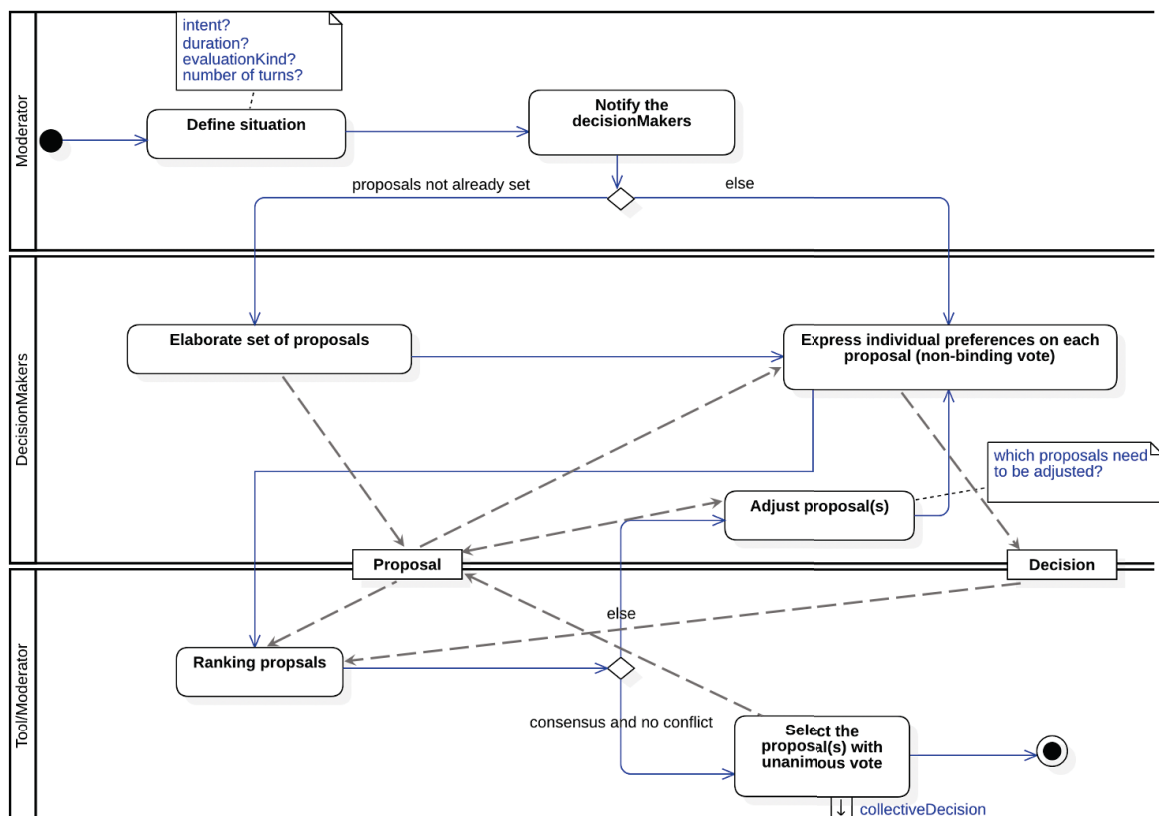 intent?
duration?
evaluationKind?
number of turns?
Moderator
Define situation
Notify the
decisionMakers
proposals not already set
else
DecisionMakers
Elaborate set of proposals
Express individual preferences on each
proposal (non-binding vote)
which proposals need
to be adjusted?
Adjust proposal(s)
Proposal
Decision
Tool/Moderator
else
Ranking propsals
consensus and no conflict
Select the
proposal(s) with
unanimous vote
collectiveDecision